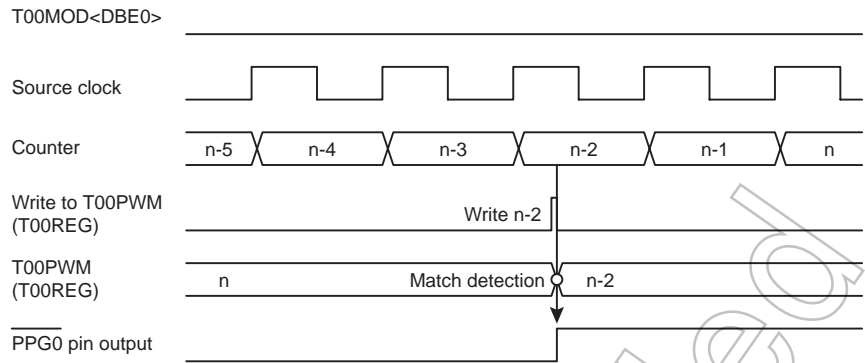 T00MOD<DBE0>
Source clock
Counter n-5 n-4 n-3 n-2 n-1 n
Write to T00PWM
(T00REG) Write n-2
T00PWM
(T00REG) n Match detection n-2
PPG0 pin output